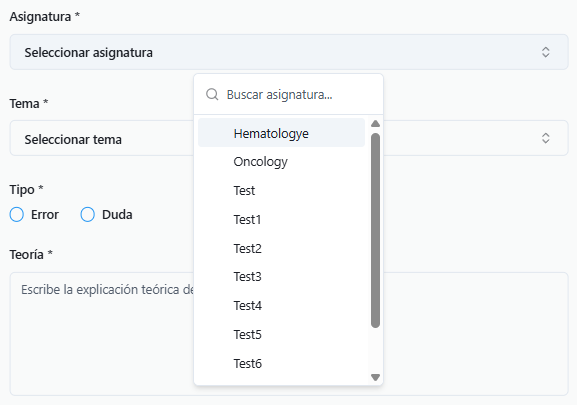 Asignatura *
Seleccionar asignatura
Buscar asignatura...
Tema *
Seleccionar tema
Hematologye
Oncology
Test
Test1
Test2
Test3
Test4
Test5
Test6
Tipo *
Error
Duda
Teoría *
Escribe la explicación teórica